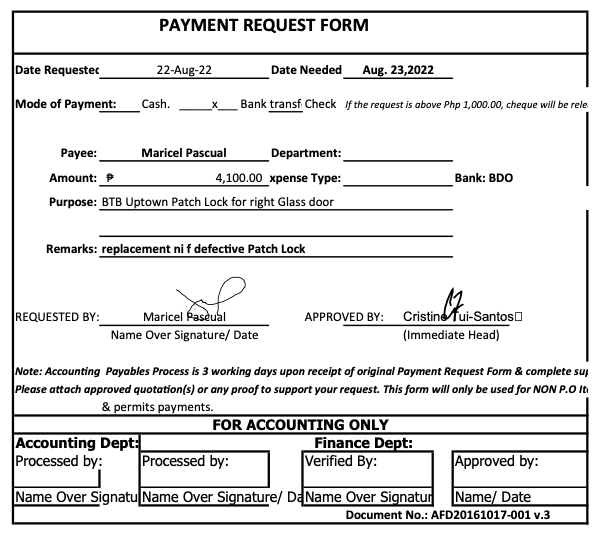 PAYMENT REQUEST FORM
Date Requested 22-Aug-22 Date Needed Aug. 23,2022
Mode of Payment: ____ Cash. _____x___ Bank transf Check If the request is above Php 1,000.00, cheque will be rele
Payee: Maricel Pascual Department:
Amount: ₱ 4,100.00 xpense Type: Bank: BDO
Purpose: BTB Uptown Patch Lock for right Glass door
Remarks: replacement ni f defective Patch Lock
REQUESTED BY: Maricel Pascual APPROVED BY: Cristine Tui-Santos□
Name Over Signature/ Date (Immediate Head)
Note: Accounting Payables Process is 3 working days upon receipt of original Payment Request Form & complete sup
Please attach approved quotation(s) or any proof to support your request. This form will only be used for NON P.O It
& permits payments.
FOR ACCOUNTING ONLY
Accounting Dept: Finance Dept:
Processed by: Processed by: Verified By: Approved by:
Name Over Signatu Name Over Signature/ Da Name Over Signatur Name/ Date
Document No.: AFD20161017-001 v.3